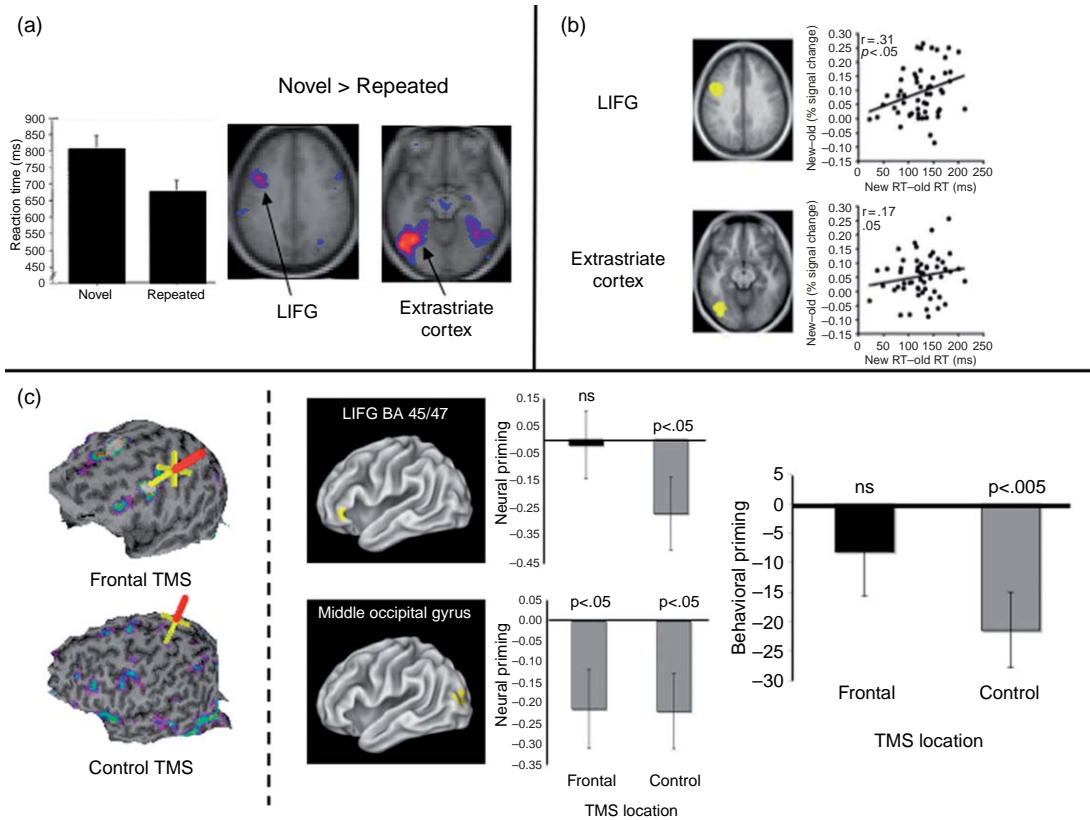 (a)
Novel > Repeated
Reaction time (ms)
900
850
800
750
700
650
600
550
500
450
0
Novel
Repeated
LIFG
Extrastriate
cortex
(b)
LIFG
New–old (% signal change)
0.30
0.25
0.20
0.15
0.10
0.05
0.00
−0.05
0.10
0.15
r=.31
p<.05
0 50 100 150 200 250
New RT–old RT (ms)
Extrastriate
cortex
New–old (% signal change)
0.30
0.25
0.20
0.15
0.10
0.05
0.00
0.05
0.10
0.15
r=.17
.05
0 50 100 150 200 250
New RT–old RT (ms)
(c)
Frontal TMS
Control TMS
LIFG BA 45/47
Neural priming
0.15
0.05
−0.05
−0.15
−0.25
−0.35
−0.45
ns
p<.05
Middle occipital gyrus
Neural priming
0.05
0.00
−0.05
−0.10
−0.15
−0.20
−0.25
−0.30
−0.35
p<.05
p<.05
Frontal
Control
TMS location
Behavioral priming
5
0
−5
−10
−15
−20
−25
−30
ns
p<.005
Frontal
Control
TMS location